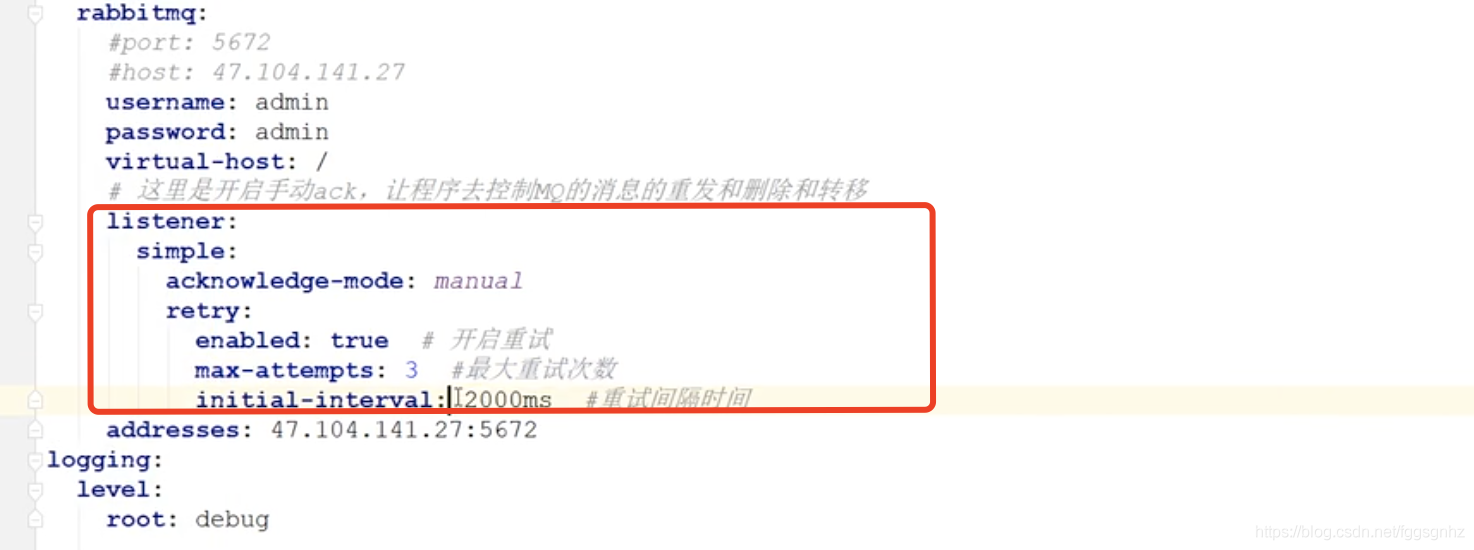 rabbitmq:
#port: 5672
#host: 47.104.141.27
username: admin
password: admin
virtual-host: /
# 这里是开启手动ack，让程序去控制MQ的消息的重发和删除和转移
listener:
simple:
acknowledge-mode: manual
retry:
enabled: true # 开启重试
max-attempts: 3 #最大重试次数
initial-interval: 2000ms #重试间隔时间
addresses: 47.104.141.27:5672
logging:
level:
root: debug
https://blog.csdn.net/fggsgnhz